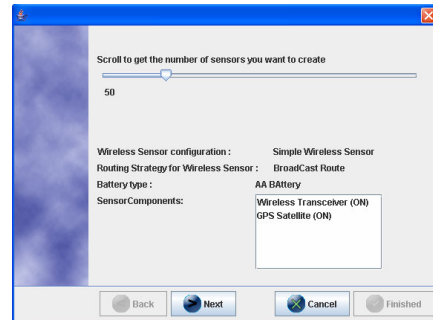 Scroll to get the number of sensors you want to create
50
Wireless Sensor configuration : Simple Wireless Sensor
Routing Strategy for Wireless Sensor : BroadCast Route
Battery type : AA BAttery
SensorComponents: Wireless Transceiver (ON)
GPS Satellite (ON)
Back Next Cancel Finished